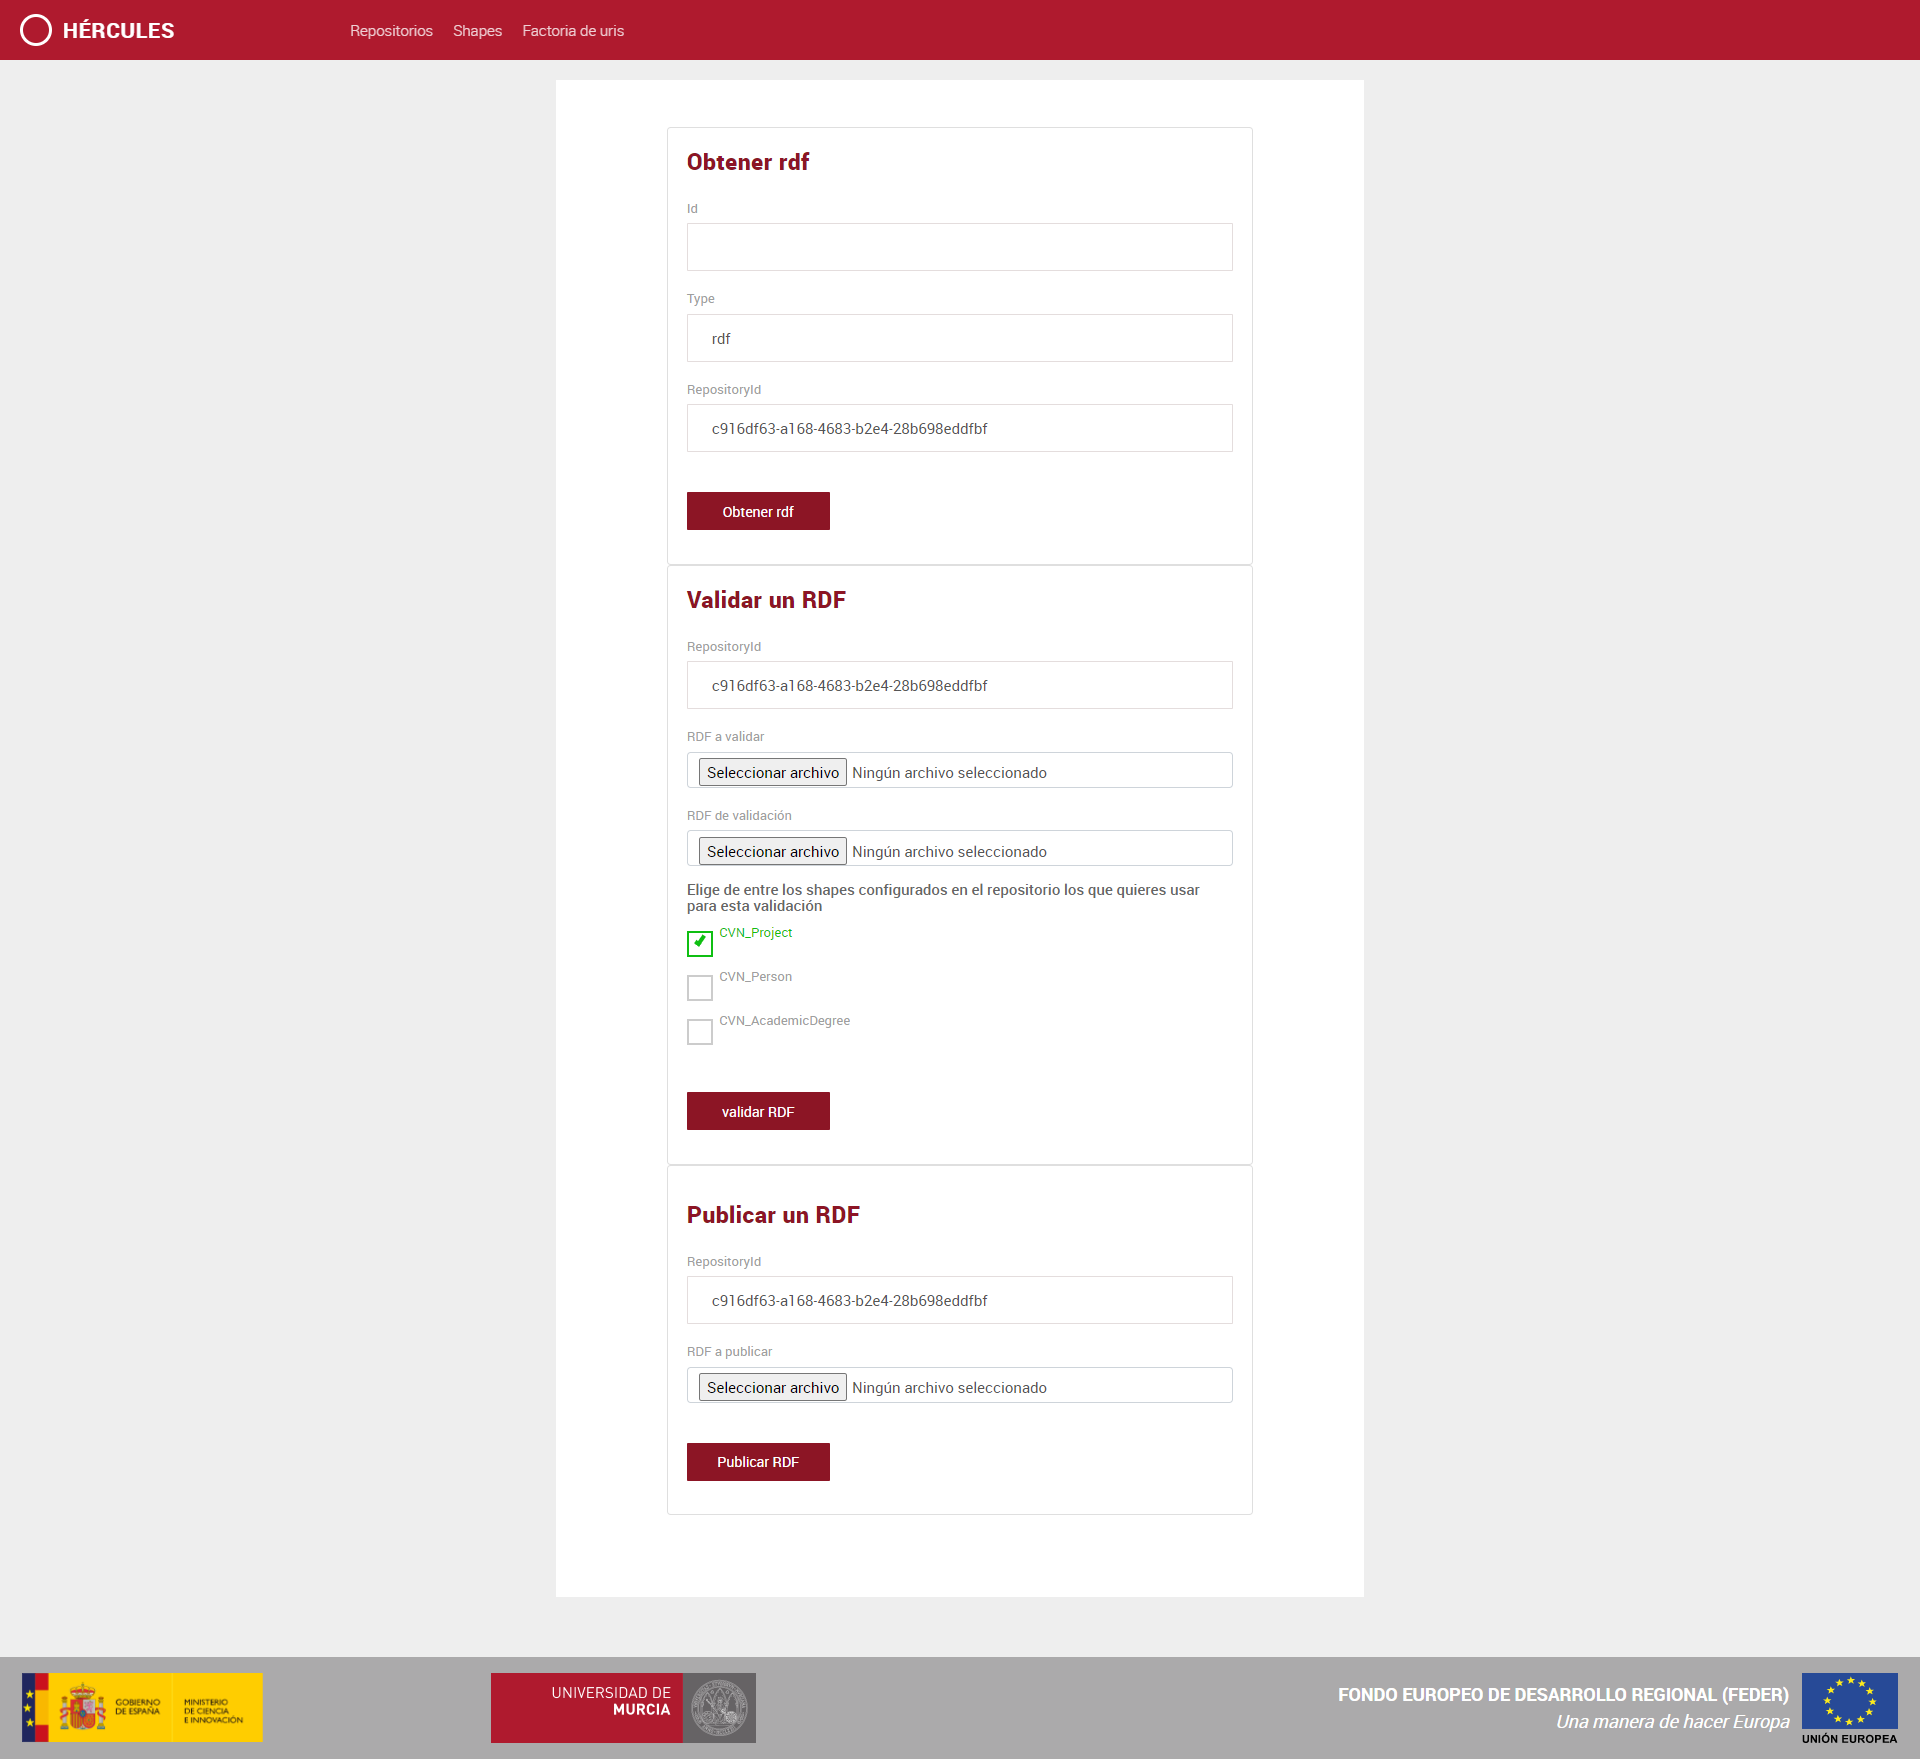 HÉRCULES
Repositorios Shapes Factoria de uris
Obtener rdf
Id
Type
rdf
RepositoryId
c916df63-a168-4683-b2e4-28b698eddfbf
Obtener rdf
Validar un RDF
RepositoryId
c916df63-a168-4683-b2e4-28b698eddfbf
RDF a validar
Seleccionar archivo Ningún archivo seleccionado
RDF de validación
Seleccionar archivo Ningún archivo seleccionado
Elige de entre los shapes configurados en el repositorio los que quieres usar
para esta validación
CVN_Project
CVN_Person
CVN_AcademicDegree
validar RDF
Publicar un RDF
RepositoryId
c916df63-a168-4683-b2e4-28b698eddfbf
RDF a publicar
Seleccionar archivo Ningún archivo seleccionado
Publicar RDF
GOBIERNO
DE ESPAÑA
MINISTERIO
DE CIENCIA
E INNOVACIÓN
UNIVERSIDAD DE
MURCIA
FONDO EUROPEO DE DESARROLLO REGIONAL (FEDER)
Una manera de hacer Europa
UNIÓN EUROPEA